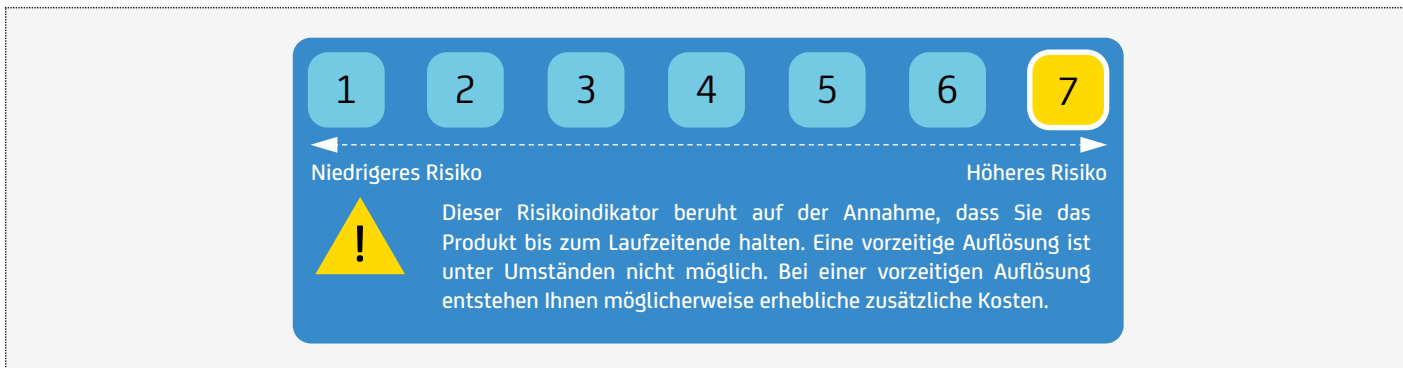 1 2 3 4 5 6 7
Niedrigeres Risiko Höheres Risiko
!
Dieser Risikoindikator beruht auf der Annahme, dass Sie das
Produkt bis zum Laufzeitende halten. Eine vorzeitige Auflösung ist
unter Umständen nicht möglich. Bei einer vorzeitigen Auflösung
entstehen Ihnen möglicherweise erhebliche zusätzliche Kosten.